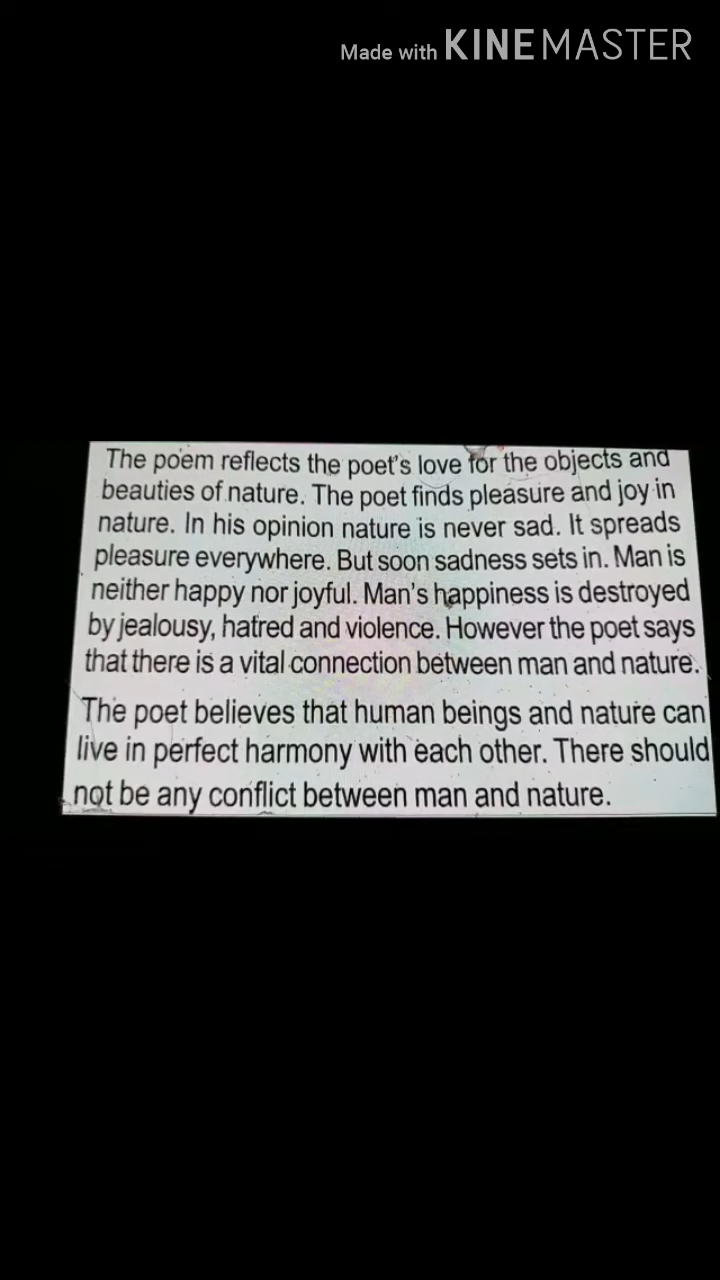 Made with KINEMASTER
The poem reflects the poet's love for the objects and
beauties of nature. The poet finds pleasure and joy in
nature. In his opinion nature is never sad. It spreads
pleasure everywhere. But soon sadness sets in. Man is
neither happy nor joyful. Man's happiness is destroyed
by jealousy, hatred and violence. However the poet says
that there is a vital connection between man and nature.
The poet believes that human beings and nature can
live in perfect harmony with each other. There should
not be any conflict between man and nature.